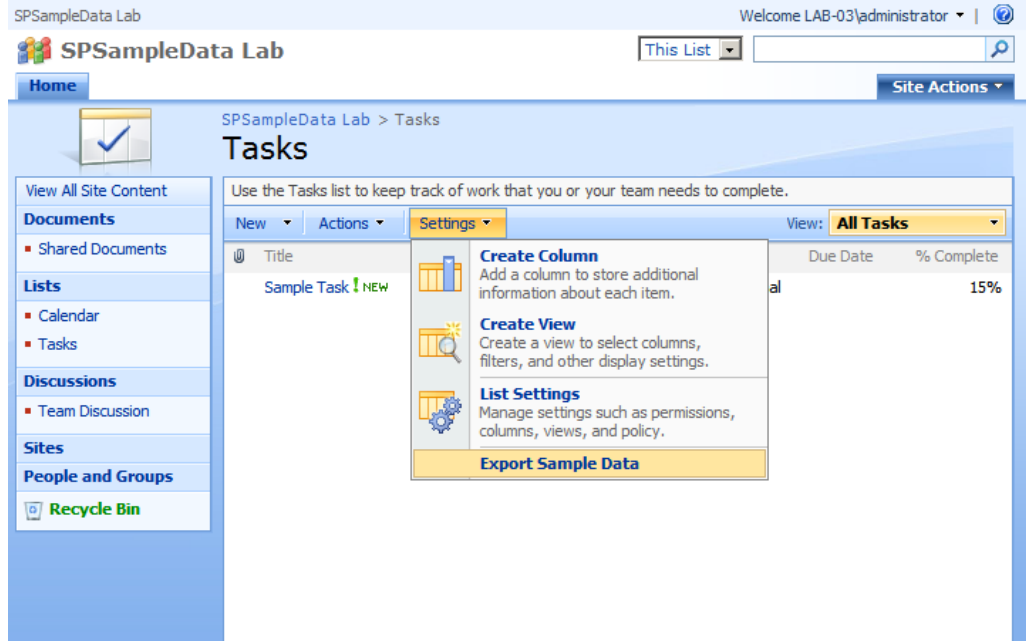 SPSampleData Lab
Welcome LAB-03\administrator
SPSampleData Lab
This List
Home
Site Actions
SPSampleData Lab > Tasks
Tasks
View All Site Content
Documents
Shared Documents
Lists
Calendar
Tasks
Discussions
Team Discussion
Sites
People and Groups
Recycle Bin
Use the Tasks list to keep track of work that you or your team needs to complete.
New Actions Settings View: All Tasks
Title Due Date % Complete
Sample Task ! NEW al 15%
Create Column
Add a column to store additional
information about each item.
Create View
Create a view to select columns,
filters, and other display settings.
List Settings
Manage settings such as permissions,
columns, views, and policy.
Export Sample Data